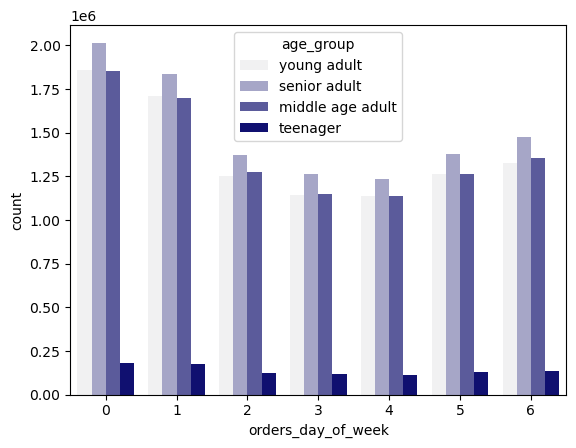 1e6
2.00
1.75
1.50
1.25
1.00
0.75
0.50
0.25
0.00
count
age_group
young adult
senior adult
middle age adult
teenager
0 1 2 3 4 5 6
orders_day_of_week